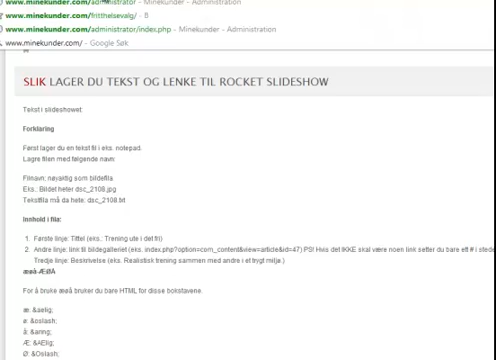 www.minekunder.com/administrator - Minekunder - Administration
www.minekunder.com/fritthelsevalg/ - B
www.minekunder.com/administrator/index.php - Minekunder - Administration
www.minekunder.com/ - Google Søk
SLIK LAGER DU TEKST OG LENKE TIL ROCKET SLIDESHOW
Tekst i slideshowet
Forklaring
Først lager du en tekst fil i eks. notepad.
Lagre filen med følgende navn:
Filnavn: nøyaktig som bildefila
Eks.: Bildet heter dsc_2108.jpg
Tekstfila må da hete: dsc_2108.txt
Innhold i fila:
1. Første linje: Tittel (eks. Trening ute i det fri)
2. Andre linje: link til bildegalleriet (eks. index.php?option=com_content&view=article&id=47) PS! Hvis det IKKE skal være noen link setter du bare ett # i stede
Tredje linje: Beskrivelse (eks. Realistisk trening sammen med andre i et trygt miljø.)
æøå-ÆØÅ
For å bruke æøå bruker du bare HTML for disse bokstavene.
æ: &aelig;
ø: &oslash;
å: &aring;
Æ: &AElig;
Ø: &Oslash;